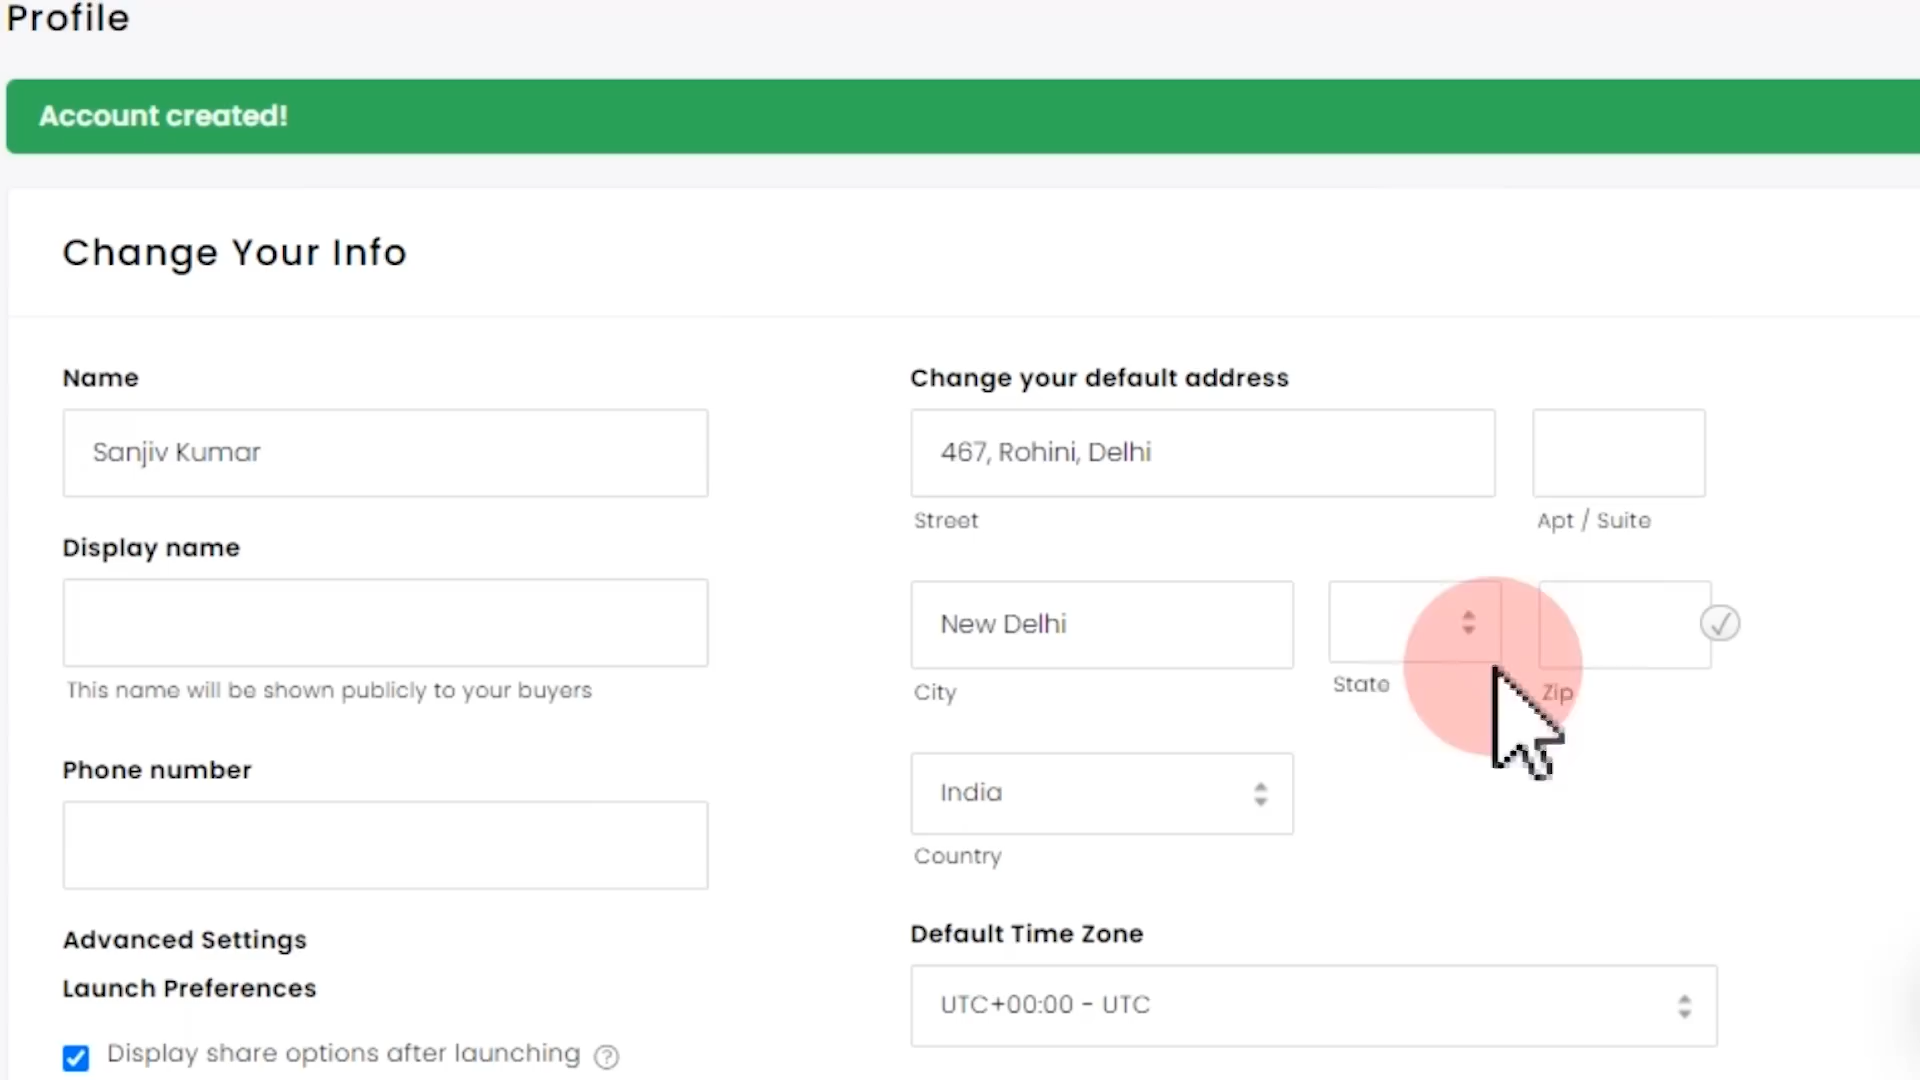 Profile
Account created!
Change Your Info
Name
Sanjiv Kumar
Display name
This name will be shown publicly to your buyers
Phone number
Advanced Settings
Launch Preferences
Display share options after launching ?
Change your default address
467, Rohini, Delhi
Street
Apt / Suite
New Delhi
City
State
Zip
India
Country
Default Time Zone
UTC+00:00 - UTC